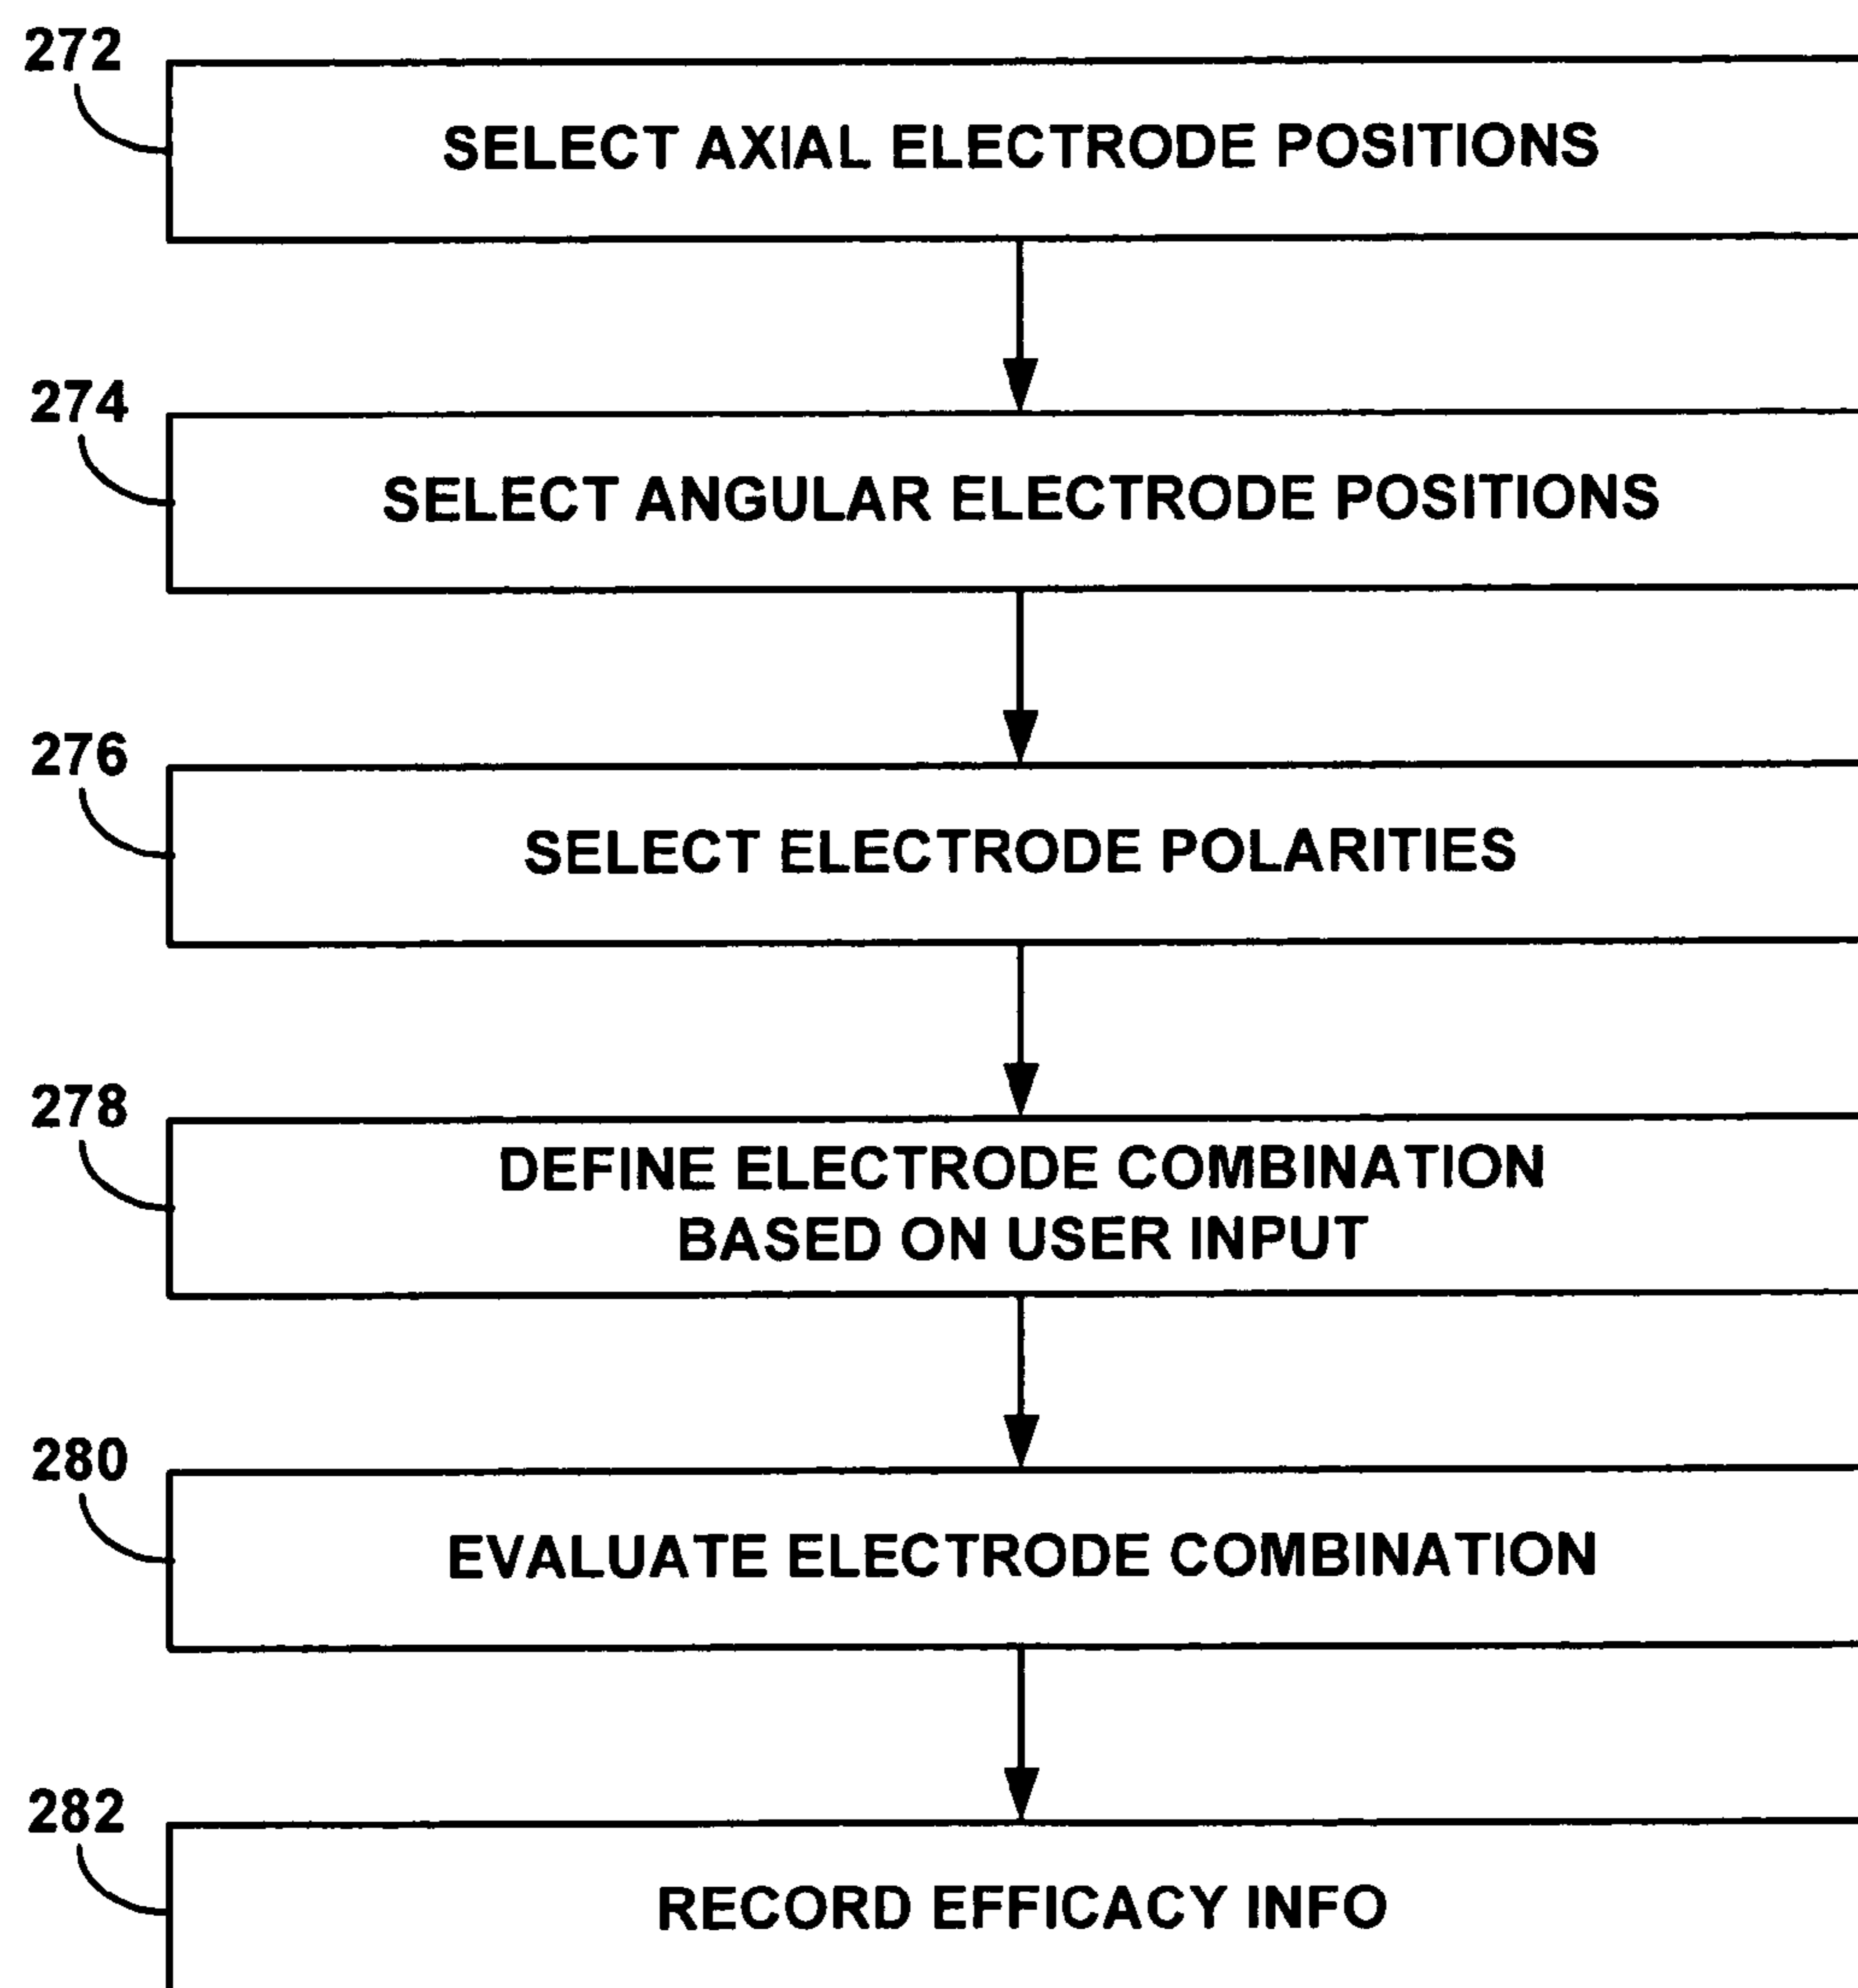 272
SELECT AXIAL ELECTRODE POSITIONS
274
SELECT ANGULAR ELECTRODE POSITIONS
276
SELECT ELECTRODE POLARITIES
278
DEFINE ELECTRODE COMBINATION
BASED ON USER INPUT
280
EVALUATE ELECTRODE COMBINATION
282
RECORD EFFICACY INFO